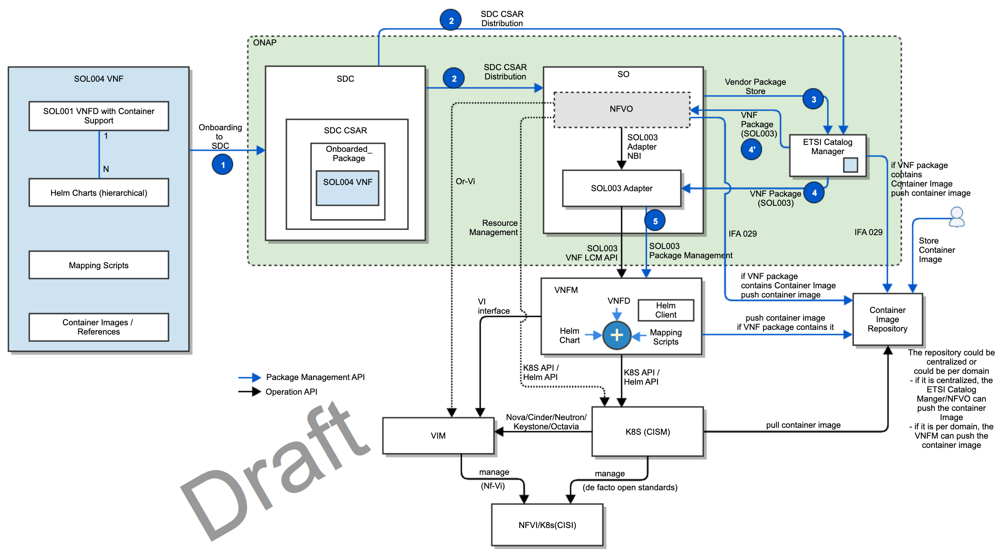 2
SDC CSAR
Distribution
ONAP
SOL004 VNF
SOL001 VNFD with Container
Support
1
N
Helm Charts (hierarchical)
Mapping Scripts
Container Images /
References
Onboarding
to
SDC
1
SDC
SDC CSAR
Onboarded_
Package
SOL004 VNF
2
SDC CSAR
Distribution
SO
NFVO
SOL003
Adapter
NBI
SOL003 Adapter
Vendor Package
Store
3
VNF
Package
(SOL003)
4'
ETSI Catalog
Manager
VNF Package
(SOL003)
4
if VNF package
contains
Container Image
push container image
Or-Vi
Resource
Management
5
SOL003
VNF LCM API
SOL003
Package Management
IFA 029
IFA 029
Store
Container
Image
VNFM
VNFD
Helm
Client
Helm
Chart
Mapping
Scripts
VI
interface
if VNF package
contains Container Image
push container image
push container image
if VNF package contains it
Container
Image
Repository
The repository could be
centralized or
could be per domain
- if it is centralized, the
ETSI Catalog
Manger/NFVO can
push the container
Image
- if it is per domain, the
VNFM can push the
container image
K8S API /
Helm API
K8S API /
Helm API
Package Management API
Operation API
Draft
VIM
Nova/Cinder/Neutron/
Keystone/Octavia
K8S (CISM)
pull container image
manage
(Nf-Vi)
manage
(de facto open standards)
NFVI/K8s(CISI)